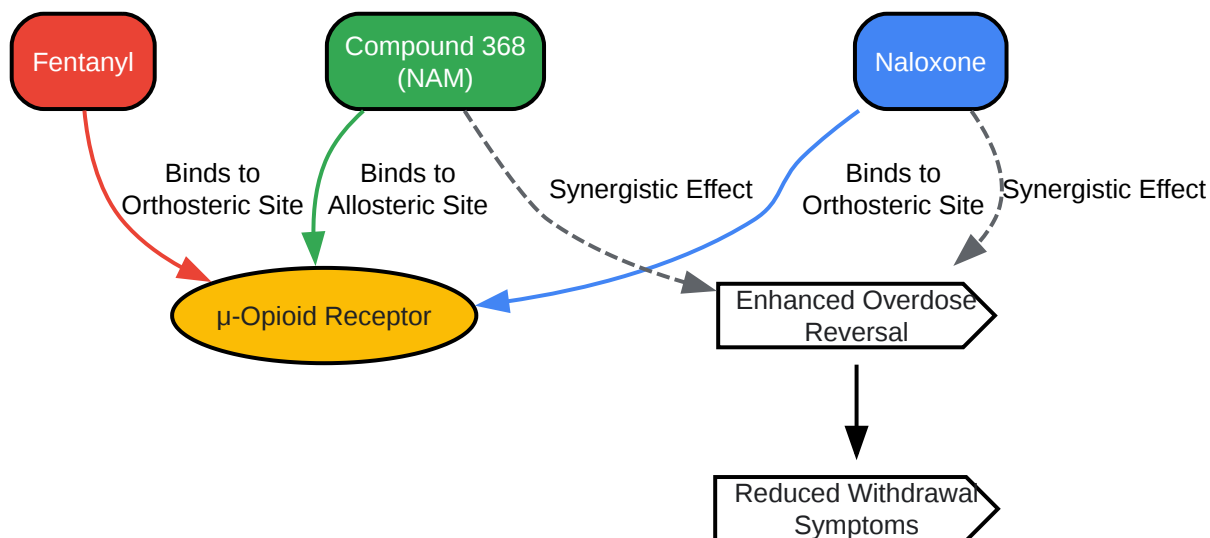 Fentanyl
Compound 368
(NAM)
Naloxone
Binds to
Orthosteric Site
Binds to
Allosteric Site
Synergistic Effect
Binds to
Orthosteric Site
Synergistic Effect
μ-Opioid Receptor
Enhanced Overdose
Reversal
Reduced Withdrawal
Symptoms